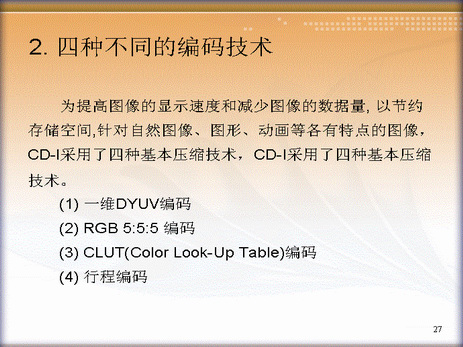 2. 四种不同的编码技术
为提高图像的显示速度和减少图像的数据量, 以节约
存储空间,针对自然图像、图形、动画等各有特点的图像，
CD-I采用了四种基本压缩技术，CD-I采用了四种基本压缩
技术。
(1) 一维DYUV编码
(2) RGB 5:5:5 编码
(3) CLUT(Color Look-Up Table)编码
(4) 行程编码
27